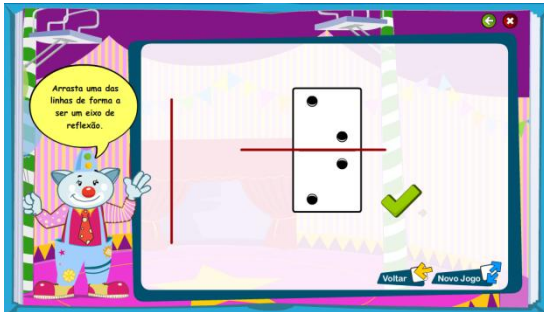 Arrasta uma das
linhas de forma a
ser um eixo de
reflexão.
Voltar
Novo Jogo